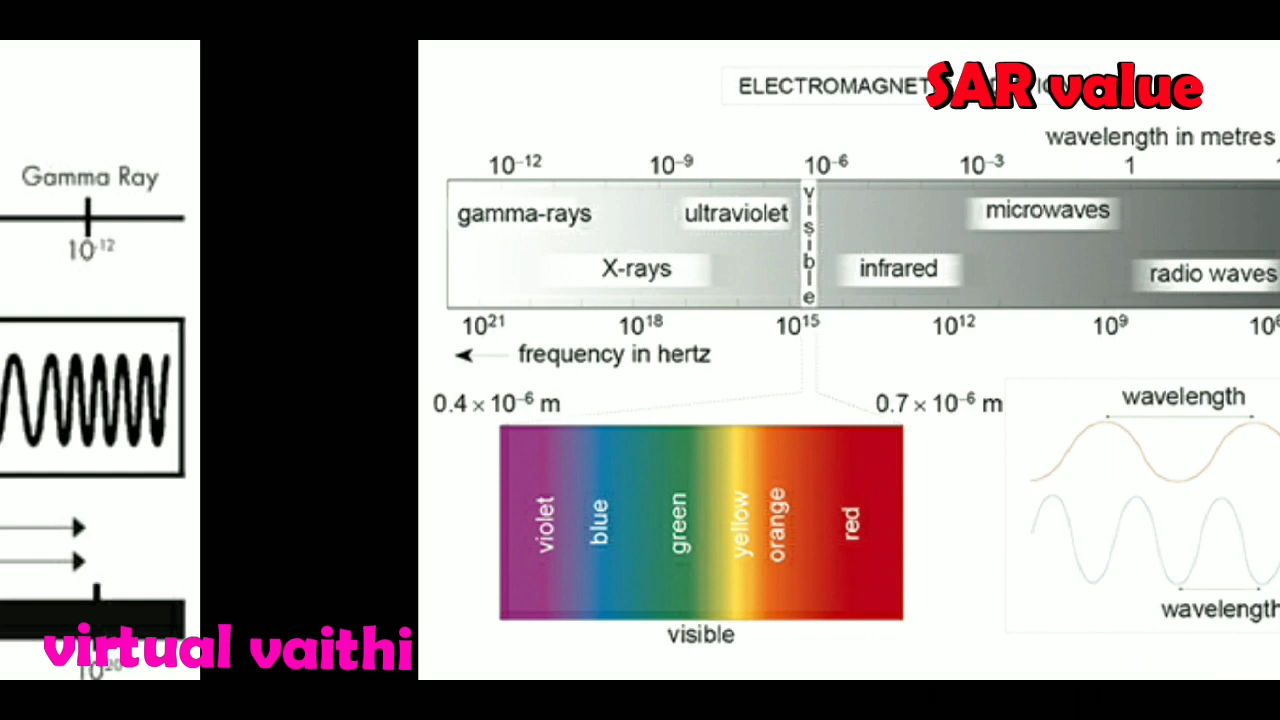 Gamma Ray
10-12
virtual vaithi
SAR value
ELECTROMAGNET
wavelength in metres
10–12 10–9 10–6 10–3 1
gamma-rays ultraviolet visible microwaves
X-rays infrared radio waves
10²¹ 10¹⁸ 10¹⁵ 10¹² 10⁹
frequency in hertz
0.4 × 10–6 m 0.7 × 10–6 m
violet blue green yellow orange red
visible
wavelength
wavelength